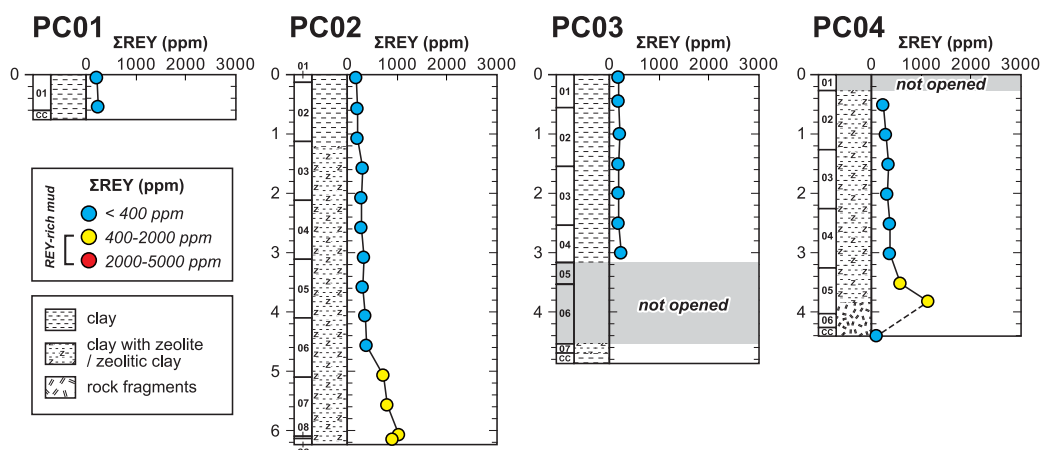 PC01
ΣREY (ppm)
0 1000 2000 3000
0
01
CC
ΣREY (ppm)
REY-rich mud
< 400 ppm
400-2000 ppm
2000-5000 ppm
clay
clay with zeolite
/ zeolitic clay
rock fragments
PC02
ΣREY (ppm)
0 1000 2000 3000
0
1
2
3
4
5
6
01
02
03
04
05
06
07
08
PC03
ΣREY (ppm)
0 1000 2000 3000
0
1
2
3
4
01
02
03
04
05
06
07
CC
not opened
PC04
ΣREY (ppm)
0 1000 2000 3000
0
1
2
3
4
01
02
03
04
05
06
CC
not opened